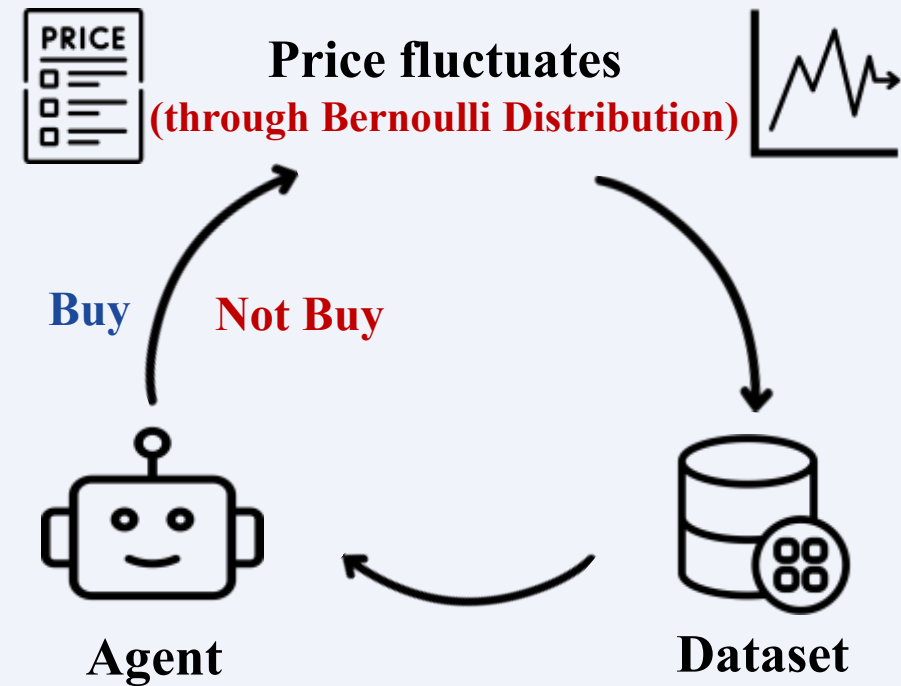 PRICE
Price fluctuates
(through Bernoulli Distribution)
Buy
Not Buy
Agent
Dataset